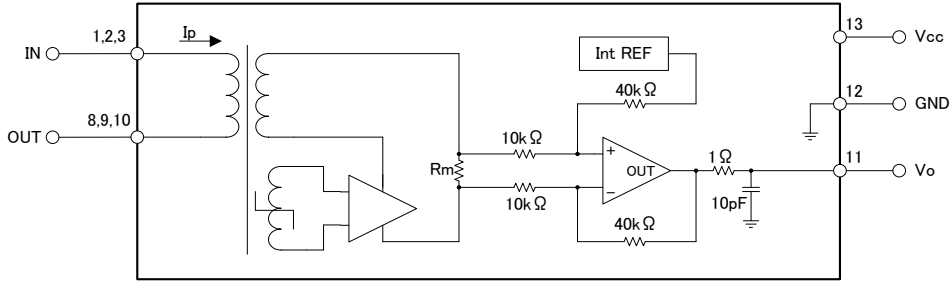 IN
1,2,3
Ip
Int REF
13
Vcc
40kΩ
12
GND
8,9,10
OUT
10kΩ
+
Rm
OUT
1Ω
11
Vo
−
10kΩ
10pF
40kΩ